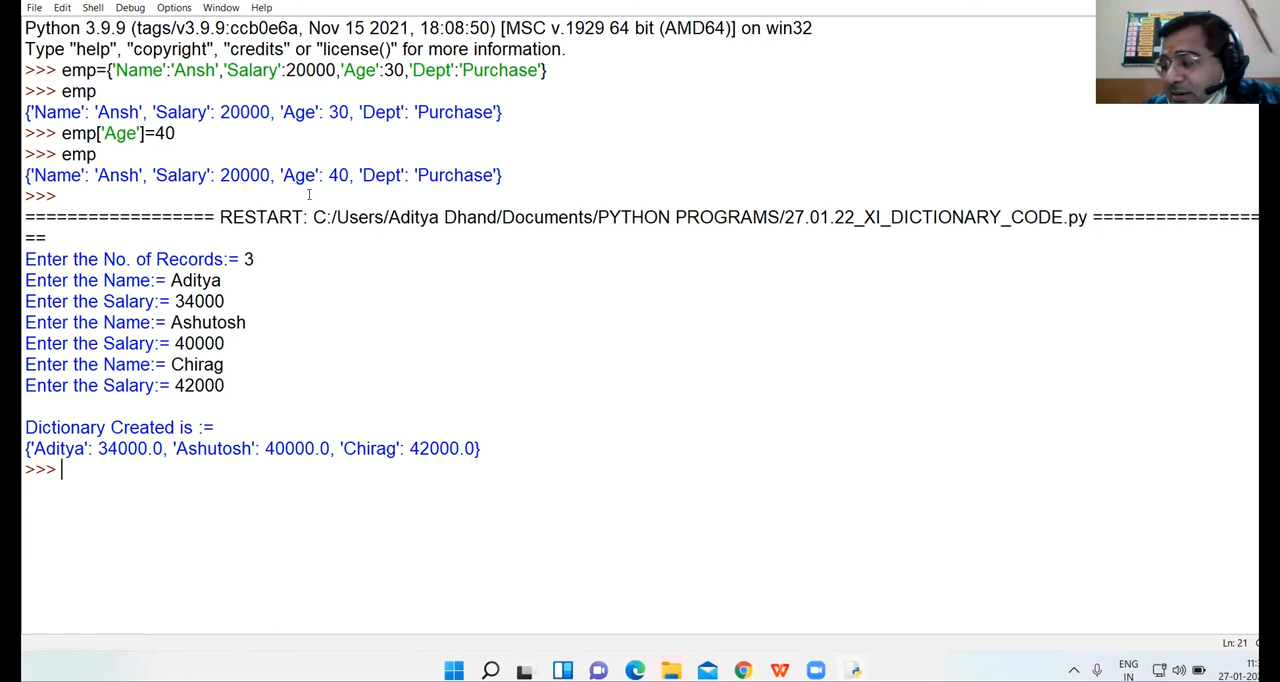 File Edit Shell Debug Options Window Help
Python 3.9.9 (tags/v3.9.9:ccb0e6a, Nov 15 2021, 18:08:50) [MSC v.1929 64 bit (AMD64)] on win32
Type "help", "copyright", "credits" or "license()" for more information.
>>> emp={'Name':'Ansh','Salary':20000,'Age':30,'Dept':'Purchase'}
>>> emp
{'Name': 'Ansh', 'Salary': 20000, 'Age': 30, 'Dept': 'Purchase'}
>>> emp['Age']=40
>>> emp
{'Name': 'Ansh', 'Salary': 20000, 'Age': 40, 'Dept': 'Purchase'}
>>>
================== RESTART: C:/Users/Aditya Dhand/Documents/PYTHON PROGRAMS/27.01.22_XI_DICTIONARY_CODE.py =================
==
Enter the No. of Records:= 3
Enter the Name:= Aditya
Enter the Salary:= 34000
Enter the Name:= Ashutosh
Enter the Salary:= 40000
Enter the Name:= Chirag
Enter the Salary:= 42000
Dictionary Created is :=
{'Aditya': 34000.0, 'Ashutosh': 40000.0, 'Chirag': 42000.0}
>>>
Ln: 21
ENG
IN
11:
27-01-20